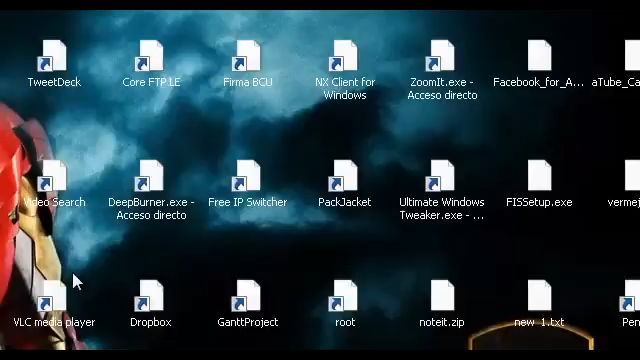 TweetDeck
Core FTP LE
Firma BCU
NX Client for
Windows
ZoomIt.exe -
Acceso directo
Facebook_for_A...
aTube_Ca
Video Search
DeepBurner.exe -
Acceso directo
Free IP Switcher
PackJacket
Ultimate Windows
Tweaker.exe - ...
FISSetup.exe
vermej
VLC media player
Dropbox
GanttProject
root
noteit.zip
new_1.txt
Pen